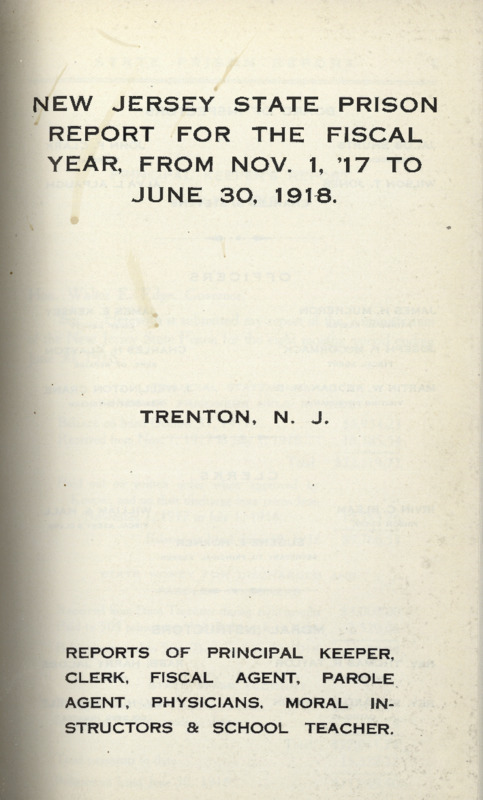 NEW JERSEY STATE PRISON
REPORT FOR THE FISCAL
YEAR, FROM NOV. 1, '17 TO
JUNE 30, 1918.
TRENTON, N. J.
REPORTS OF PRINCIPAL KEEPER,
CLERK, FISCAL AGENT, PAROLE
AGENT, PHYSICIANS, MORAL IN-
STRUCTORS & SCHOOL TEACHER.